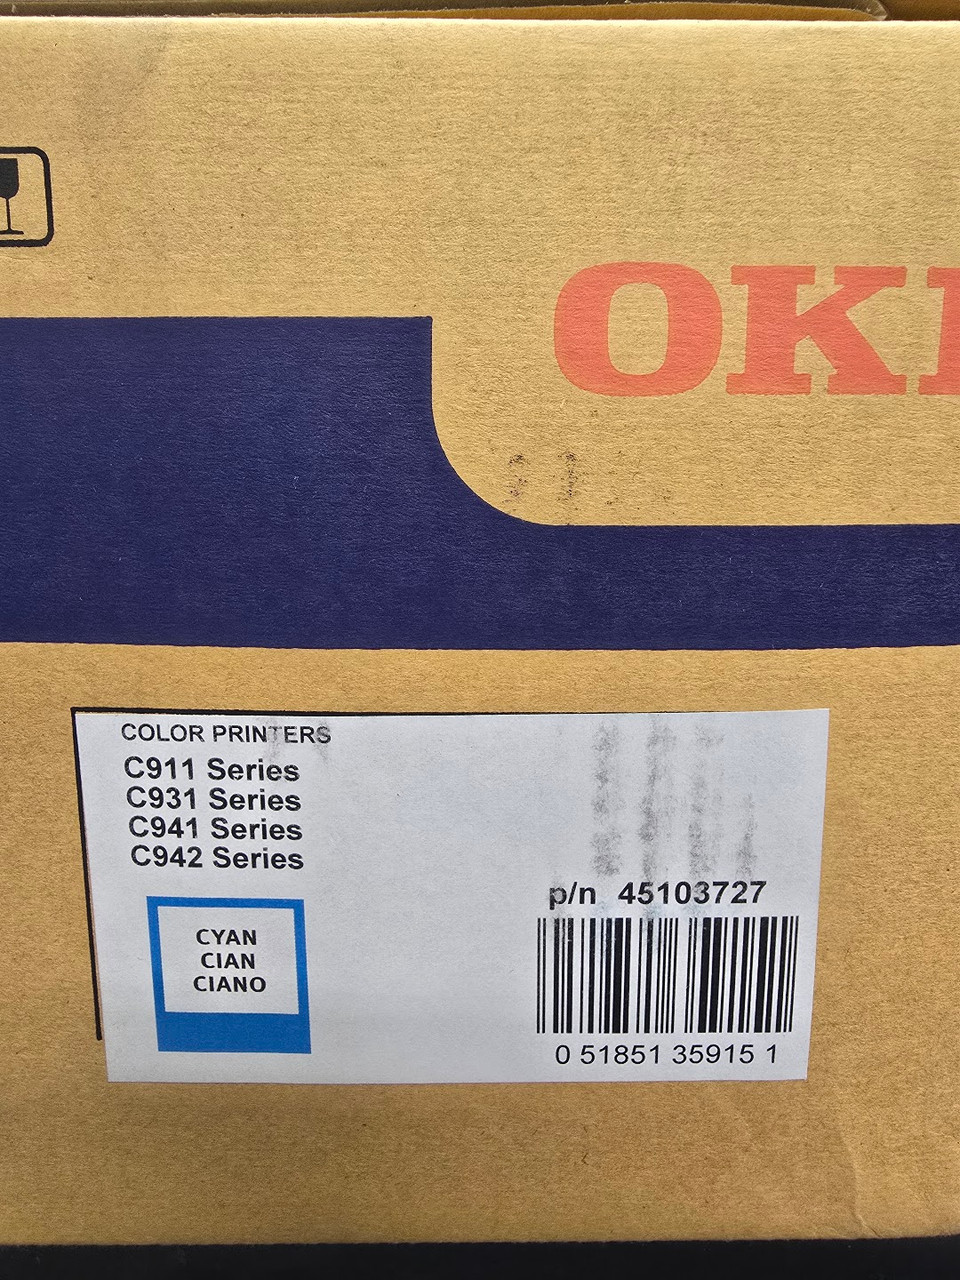 OKI
COLOR PRINTERS
C911 Series
C931 Series
C941 Series
C942 Series
CYAN
CIAN
CIANO
p/n 45103727
0 51851 35915 1